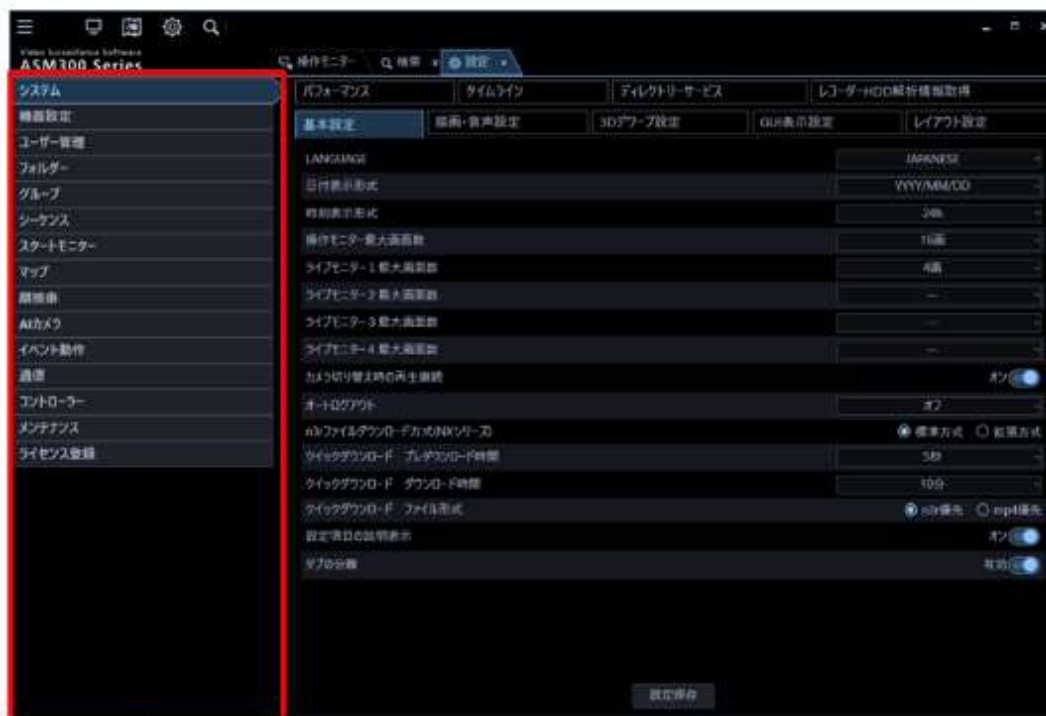 Video Surveillance Software
ASM300 Series
操作モニター 検索 × 設定 ×
システム
機器設定
ユーザー管理
フォルダー
グループ
シーケンス
スタートモニター
マップ
顔検索
AIカメラ
イベント動作
通信
コントローラー
メンテナンス
ライセンス登録
パフォーマンス タイムライン ディレクトリーサービス レコーダーHDD解析情報取得
基本設定 描画・音声設定 3Dデワープ設定 GUI表示設定 レイアウト設定
LANGUAGE JAPANESE
日付表示形式 YYYY/MM/DD
時刻表示形式 24h
操作モニター最大画面数 16画
ライブモニター1 最大画面数 4画
ライブモニター2 最大画面数 --
ライブモニター3 最大画面数 --
ライブモニター4 最大画面数 --
カメラ切り替え時の再生継続 オン
オートログアウト オフ
n3rファイルダウンロード方式(NXシリーズ) 標準方式 拡張方式
クイックダウンロード プレダウンロード時間 5秒
クイックダウンロード ダウンロード時間 10分
クイックダウンロード ファイル形式 n3r優先 mp4優先
設定項目の説明表示 オン
タブの分離 有効
設定保存